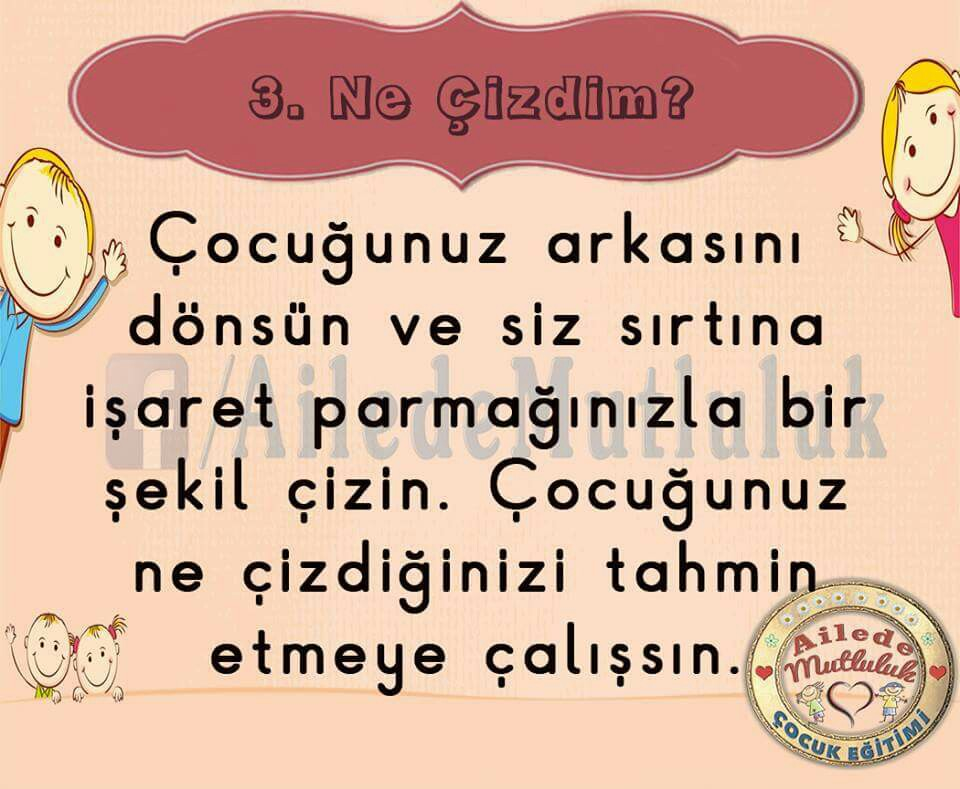 3. Ne Çizdim?
Çocuğunuz arkasını
dönsün ve siz sırtına
işaret parmağınızla bir
şekil çizin. Çocuğunuz
ne çizdiğinizi tahmin
etmeye çalışsın.
f/AiledeMutluluk
Ailede
Mutluluk
ÇOCUK EĞİTİMİ